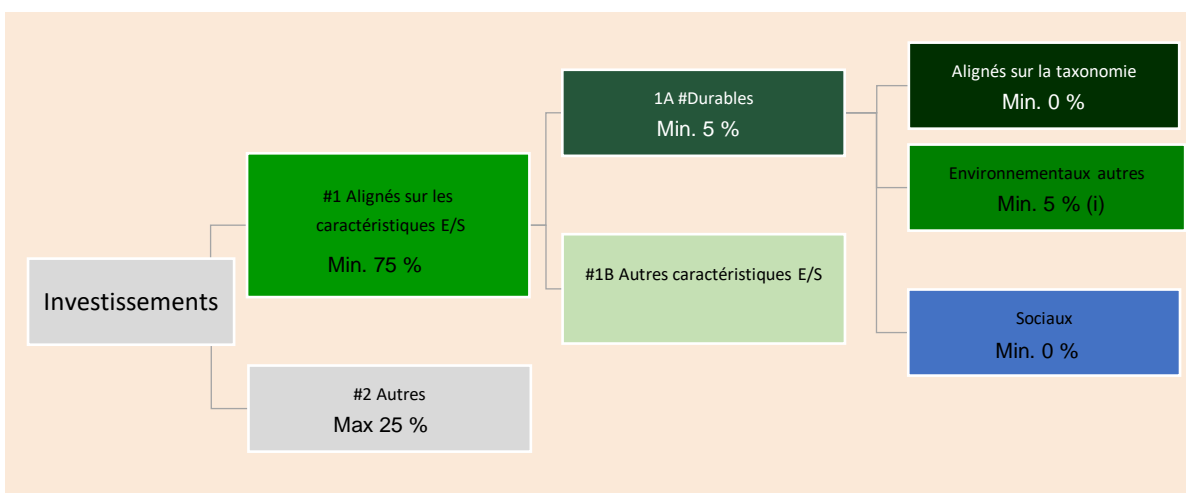 Investissements
#1 Alignés sur les
caractéristiques E/S
Min. 75 %
#2 Autres
Max 25 %
1A #Durables
Min. 5 %
#1B Autres caractéristiques E/S
Alignés sur la taxonomie
Min. 0 %
Environnementaux autres
Min. 5 % (i)
Sociaux
Min. 0 %